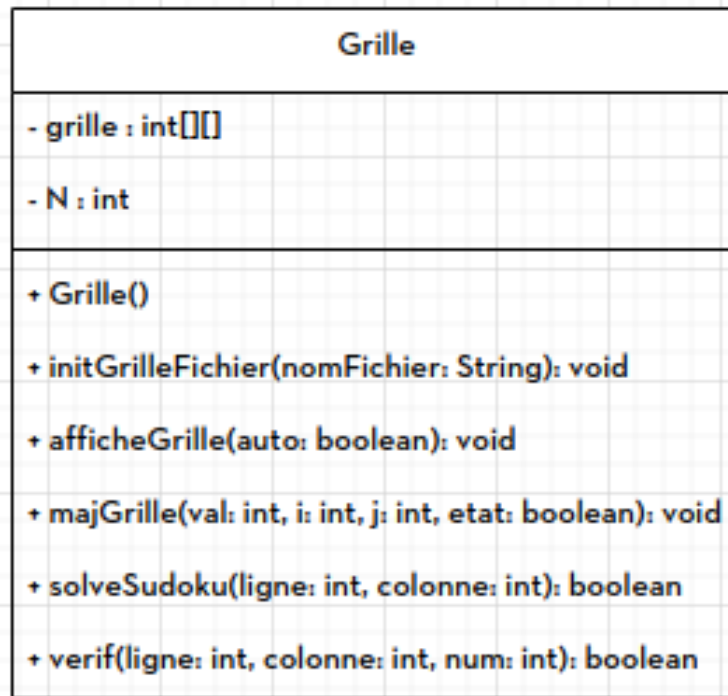 Grille
- grille : int[][]
- N : int
+ Grille()
+ initGrilleFichier(nomFichier: String): void
+ afficheGrille(auto: boolean): void
+ majGrille(val: int, i: int, j: int, etat: boolean): void
+ solveSudoku(ligne: int, colonne: int): boolean
+ verif(ligne: int, colonne: int, num: int): boolean